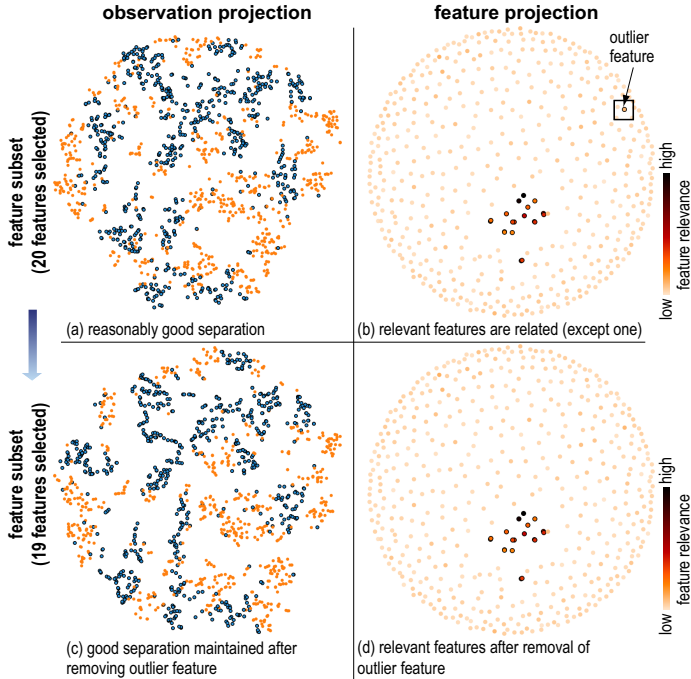 observation projection
feature projection
outlier
feature
feature subset
(20 features selected)
high
feature relevance
low
(a) reasonably good separation
(b) relevant features are related (except one)
feature subset
(19 features selected)
high
feature relevance
low
(c) good separation maintained after
removing outlier feature
(d) relevant features after removal of
outlier feature